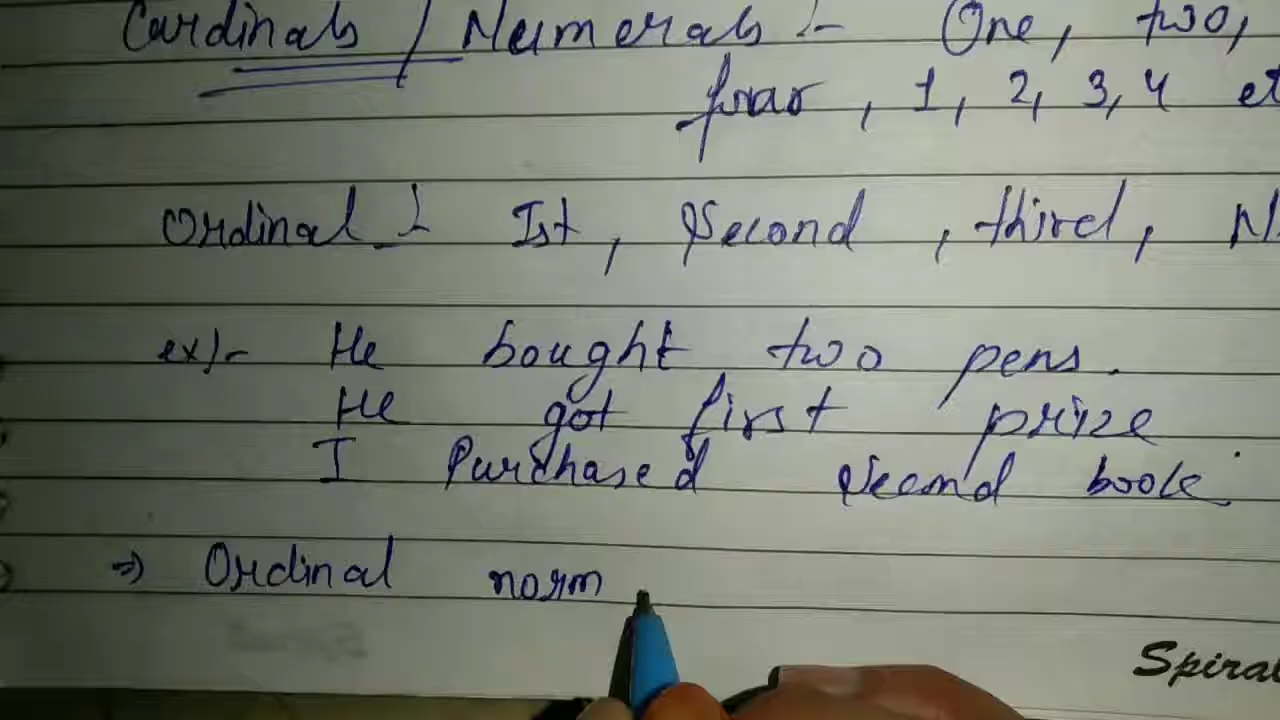 Cardinals / Numerals :- One, two,
four, 1, 2, 3, 4 et
Ordinal :- Ist, Second, third, N
ex:- He bought two pens.
He got first prize
I Purchased Second book
⇒ Ordinal norm
Spiral